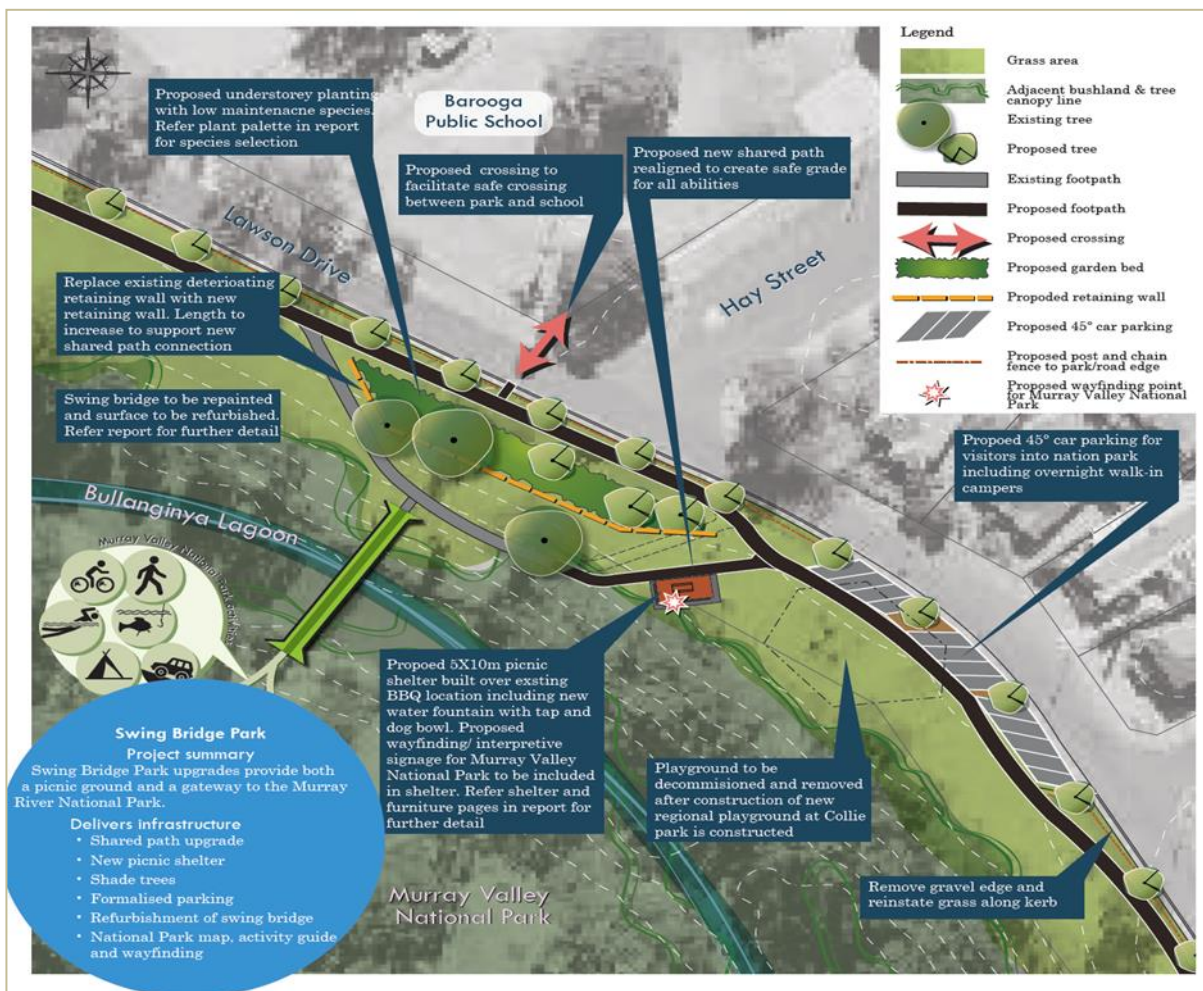 Legend
Grass area
Adjacent bushland & tree
canopy line
Existing tree
Proposed tree
Existing footpath
Proposed footpath
Proposed crossing
Proposed garden bed
Propoded retaining wall
Proposed 45° car parking
Proposed post and chain
fence to park/road edge
Proposed wayfinding point
for Murray Valley National
Park
Proposed understorey planting
with low maintenacne species.
Refer plant palette in report
for species selection
Barooga
Public School
Proposed crossing to
facilitate safe crossing
between park and school
Proposed new shared path
realigned to create safe grade
for all abilities
Lawson Drive
Hay Street
Replace existing deterioating
retaining wall with new
retaining wall. Length to
increase to support new
shared path connection
Swing bridge to be repainted
and surface to be refurbished.
Refer report for further detail
Propoed 45° car parking for
visitors into nation park
including overnight walk-in
campers
Bullanginya Lagoon
Murray Valley National Park
Propoed 5X10m picnic
shelter built over exsting
BBQ location including new
water fountain with tap and
dog bowl. Proposed
wayfinding/ interpretive
signage for Murray Valley
National Park to be included
in shelter. Refer shelter and
furniture pages in report for
further detail
Playground to be
decommisioned and removed
after construction of new
regional playground at Collie
park is constructed
Remove gravel edge and
reinstate grass along kerb
Murray Valley
National Park
Swing Bridge Park
Project summary
Swing Bridge Park upgrades provide both
a picnic ground and a gateway to the Murray
River National Park.
Delivers infrastructure
• Shared path upgrade
• New picnic shelter
• Shade trees
• Formalised parking
• Refurbishment of swing bridge
• National Park map, activity guide
and wayfinding